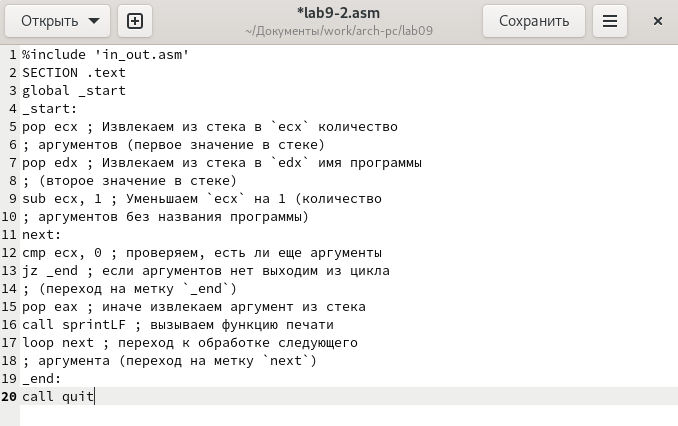 Открыть
*lab9-2.asm
~/Документы/work/arch-pc/lab09
Сохранить
1 %include 'in_out.asm'
2 SECTION .text
3 global _start
4 _start:
5 pop ecx ; Извлекаем из стека в `ecx` количество
6 ; аргументов (первое значение в стеке)
7 pop edx ; Извлекаем из стека в `edx` имя программы
8 ; (второе значение в стеке)
9 sub ecx, 1 ; Уменьшаем `ecx` на 1 (количество
10 ; аргументов без названия программы)
11 next:
12 cmp ecx, 0 ; проверяем, есть ли еще аргументы
13 jz _end ; если аргументов нет выходим из цикла
14 ; (переход на метку `_end`)
15 pop eax ; иначе извлекаем аргумент из стека
16 call sprintLF ; вызываем функцию печати
17 loop next ; переход к обработке следующего
18 ; аргумента (переход на метку `next`)
19 _end:
20 call quit